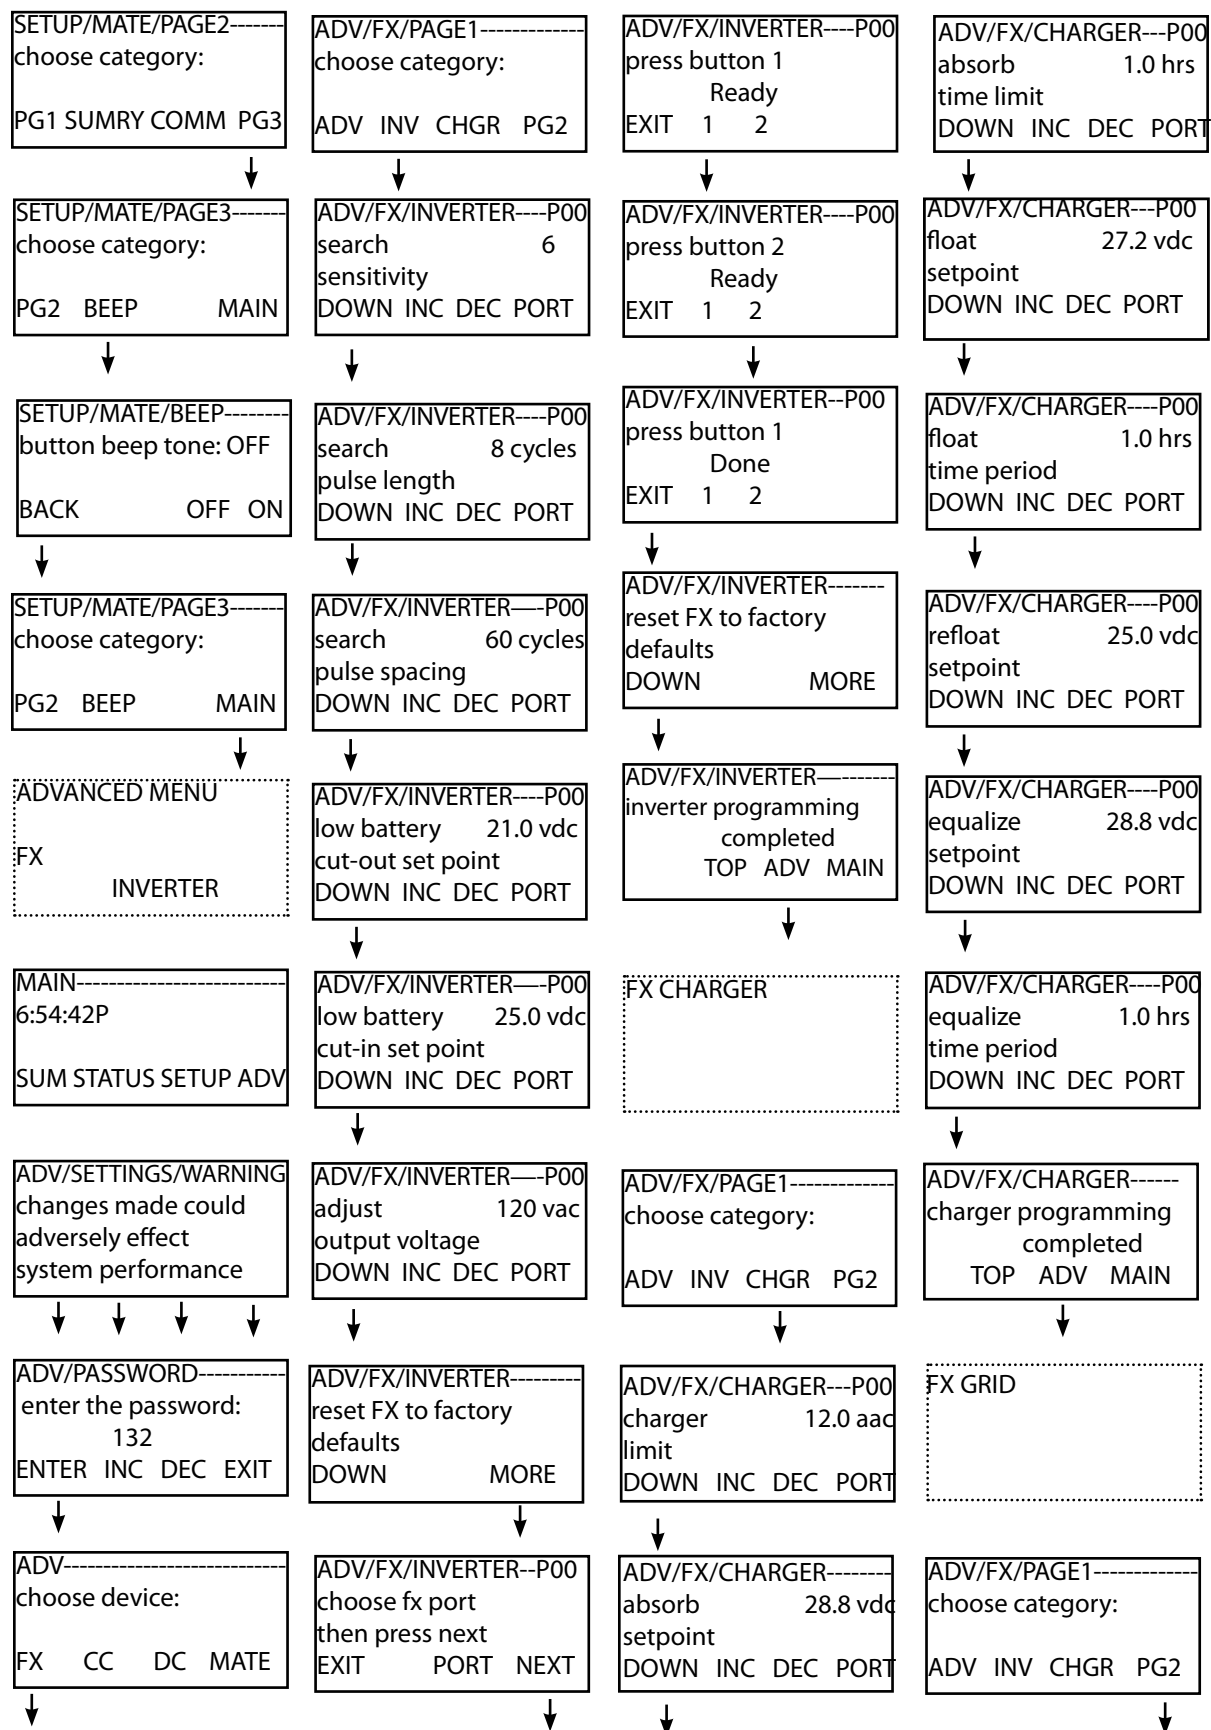 SETUP/MATE/PAGE2-------
choose category:
PG1 SUMRY COMM PG3
SETUP/MATE/PAGE3-------
choose category:
PG2 BEEP MAIN
SETUP/MATE/BEEP--------
button beep tone: OFF
BACK OFF ON
SETUP/MATE/PAGE3-------
choose category:
PG2 BEEP MAIN
ADVANCED MENU
FX
INVERTER
MAIN--------------------------
6:54:42P
SUM STATUS SETUP ADV
ADV/SETTINGS/WARNING
changes made could
adversely effect
system performance
ADV/PASSWORD-----------
enter the password:
132
ENTER INC DEC EXIT
ADV----------------------------
choose device:
FX CC DC MATE
ADV/FX/PAGE1-------------
choose category:
ADV INV CHGR PG2
ADV/FX/INVERTER----P00
search 6
sensitivity
DOWN INC DEC PORT
ADV/FX/INVERTER----P00
search 8 cycles
pulse length
DOWN INC DEC PORT
ADV/FX/INVERTER—-P00
search 60 cycles
pulse spacing
DOWN INC DEC PORT
ADV/FX/INVERTER----P00
low battery 21.0 vdc
cut-out set point
DOWN INC DEC PORT
ADV/FX/INVERTER—-P00
low battery 25.0 vdc
cut-in set point
DOWN INC DEC PORT
ADV/FX/INVERTER—-P00
adjust 120 vac
output voltage
DOWN INC DEC PORT
ADV/FX/INVERTER---------
reset FX to factory
defaults
DOWN MORE
ADV/FX/INVERTER--P00
choose fx port
then press next
EXIT PORT NEXT
ADV/FX/INVERTER----P00
press button 1
Ready
EXIT 1 2
ADV/FX/INVERTER----P00
press button 2
Ready
EXIT 1 2
ADV/FX/INVERTER--P00
press button 1
Done
EXIT 1 2
ADV/FX/INVERTER-------
reset FX to factory
defaults
DOWN MORE
ADV/FX/INVERTER—-------
inverter programming
completed
TOP ADV MAIN
FX CHARGER
ADV/FX/PAGE1-------------
choose category:
ADV INV CHGR PG2
ADV/FX/CHARGER---P00
charger 12.0 aac
limit
DOWN INC DEC PORT
ADV/FX/CHARGER--------
absorb 28.8 vdc
setpoint
DOWN INC DEC PORT
ADV/FX/CHARGER---P00
absorb 1.0 hrs
time limit
DOWN INC DEC PORT
ADV/FX/CHARGER---P00
float 27.2 vdc
setpoint
DOWN INC DEC PORT
ADV/FX/CHARGER----P00
float 1.0 hrs
time period
DOWN INC DEC PORT
ADV/FX/CHARGER----P00
refloat 25.0 vdc
setpoint
DOWN INC DEC PORT
ADV/FX/CHARGER----P00
equalize 28.8 vdc
setpoint
DOWN INC DEC PORT
ADV/FX/CHARGER----P00
equalize 1.0 hrs
time period
DOWN INC DEC PORT
ADV/FX/CHARGER------
charger programming
completed
TOP ADV MAIN
FX GRID
ADV/FX/PAGE1-------------
choose category:
ADV INV CHGR PG2